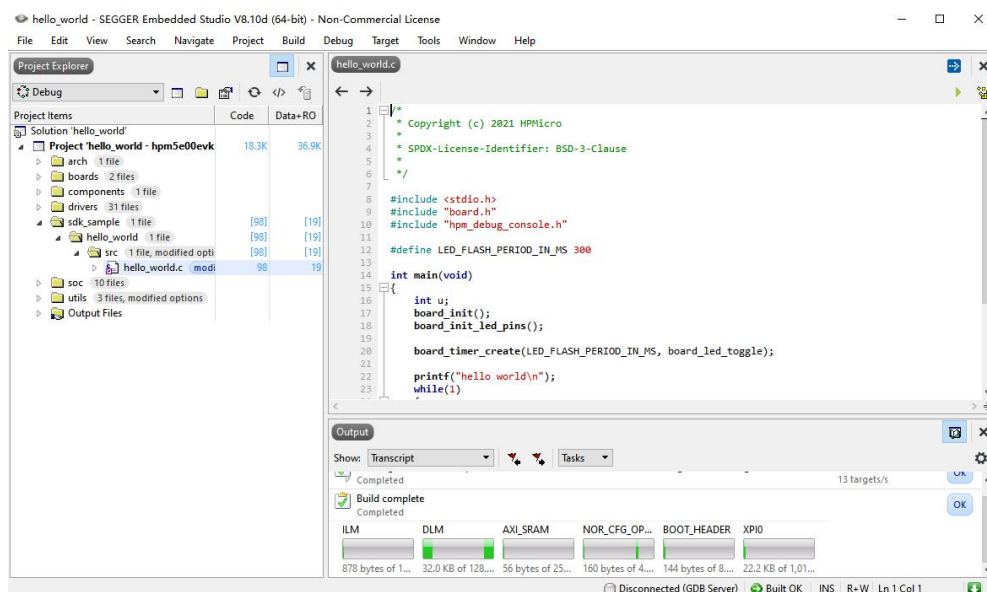 hello_world - SEGGER Embedded Studio V8.10d (64-bit) - Non-Commercial License
File Edit View Search Navigate Project Build Debug Target Tools Window Help
Project Explorer
Debug
Project Items Code Data+RO
Solution 'hello_world'
Project 'hello_world - hpm5e00evk 18.3K 36.9K
arch 1 file
boards 2 files
components 1 file
drivers 31 files
sdk_sample 1 file [98] [19]
hello_world 1 file [98] [19]
src 1 file, modified opti [98] [19]
hello_world.c modi 98 19
soc 10 files
utils 3 files, modified options
Output Files
hello_world.c
1 /*
2 * Copyright (c) 2021 HPMicro
3 *
4 * SPDX-License-Identifier: BSD-3-Clause
5 *
6 */
7
8 #include <stdio.h>
9 #include "board.h"
10 #include "hpm_debug_console.h"
11
12 #define LED_FLASH_PERIOD_IN_MS 300
13
14 int main(void)
15 {
16 int u;
17 board_init();
18 board_init_led_pins();
19
20 board_timer_create(LED_FLASH_PERIOD_IN_MS, board_led_toggle);
21
22 printf("hello world\n");
23 while(1)
Output
Show: Transcript Tasks
Completed 13 targets/s OK
Build complete
Completed OK
ILM DLM AXI_SRAM NOR_CFG_OP... BOOT_HEADER XPI0
878 bytes of 1... 32.0 KB of 128.... 56 bytes of 25... 160 bytes of 4.... 144 bytes of 8.... 22.2 KB of 1,01...
Disconnected (GDB Server) Built OK INS R+W Ln 1 Col 1